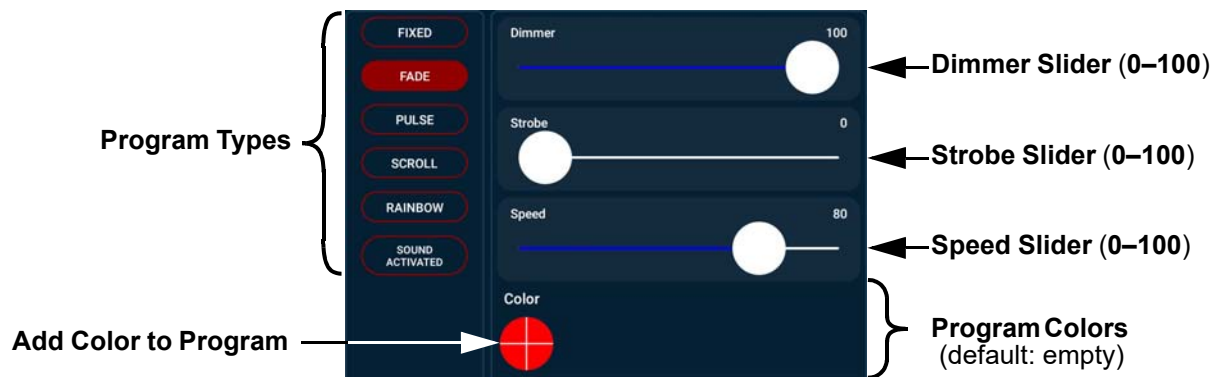 Program Types
Add Color to Program
FIXED
FADE
PULSE
SCROLL
RAINBOW
SOUND
ACTIVATED
Dimmer 100
Strobe 0
Speed 80
Color
Dimmer Slider (0–100)
Strobe Slider (0–100)
Speed Slider (0–100)
Program Colors
(default: empty)